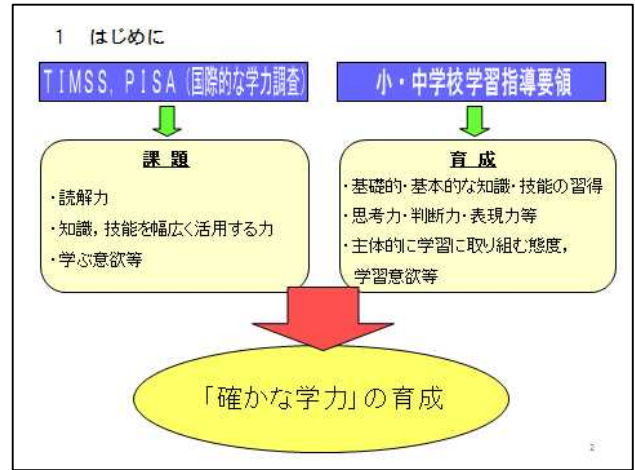 1 はじめに
TIMSS, PISA (国際的な学力調査)
小・中学校学習指導要領
課 題
・読解力
・知識，技能を幅広く活用する力
・学ぶ意欲等
育 成
・基礎的・基本的な知識・技能の習得
・思考力・判断力・表現力等
・主体的に学習に取り組む態度，
学習意欲等
「確かな学力」の育成
2